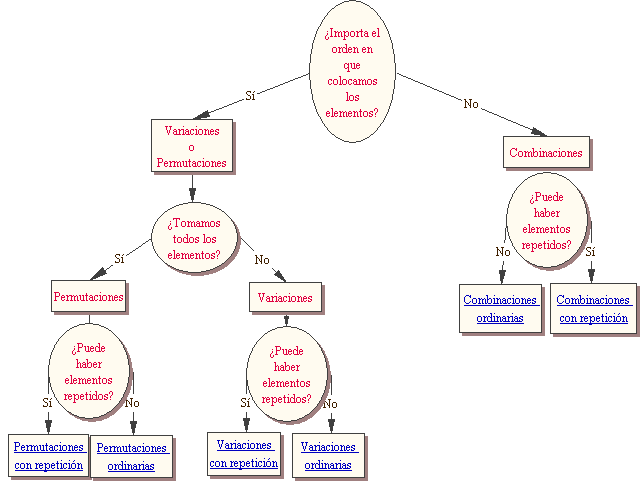 ¿Importa el
orden en
que
colocamos
los
elementos?
Sí
No
Variaciones
o
Permutaciones
Combinaciones
¿Tomamos
todos los
elementos?
¿Puede
haber
elementos
repetidos?
Sí
No
No
Sí
Permutaciones
Variaciones
Combinaciones
ordinarias
Combinaciones
con repetición
¿Puede
haber
elementos
repetidos?
¿Puede
haber
elementos
repetidos?
Sí
No
Sí
No
Permutaciones
con repetición
Permutaciones
ordinarias
Variaciones
con repetición
Variaciones
ordinarias